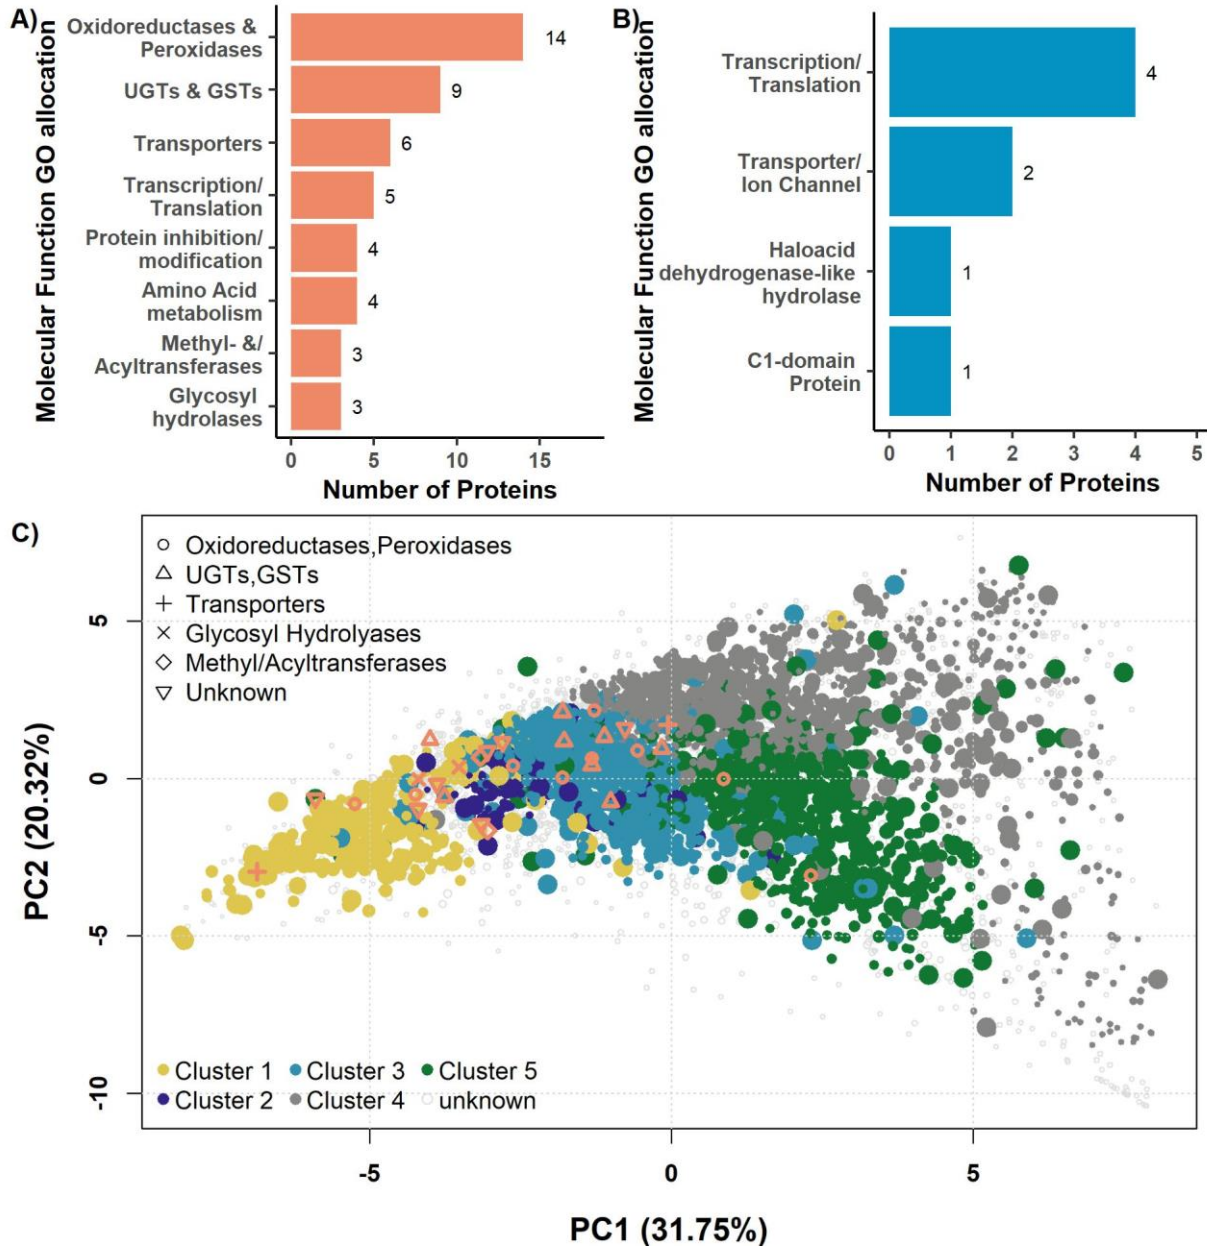 A)
Molecular Function GO allocation
Oxidoreductases &
Peroxidases
14
UGTs & GSTs
9
Transporters
6
Transcription/
Translation
5
Protein inhibition/
modification
4
Amino Acid
metabolism
4
Methyl- &/
Acyltransferases
3
Glycosyl
hydrolases
3
0 5 10 15
Number of Proteins
B)
Molecular Function GO allocation
Transcription/
Translation
4
Transporter/
Ion Channel
2
Haloacid
dehydrogenase-like
hydrolase
1
C1-domain
Protein
1
0 1 2 3 4 5
Number of Proteins
C)
Oxidoreductases,Peroxidases
UGTs,GSTs
Transporters
Glycosyl Hydrolyases
Methyl/Acyltransferases
Unknown
PC2 (20.32%)
5
0
-5
-10
Cluster 1 Cluster 3 Cluster 5
Cluster 2 Cluster 4 unknown
-5 0 5
PC1 (31.75%)